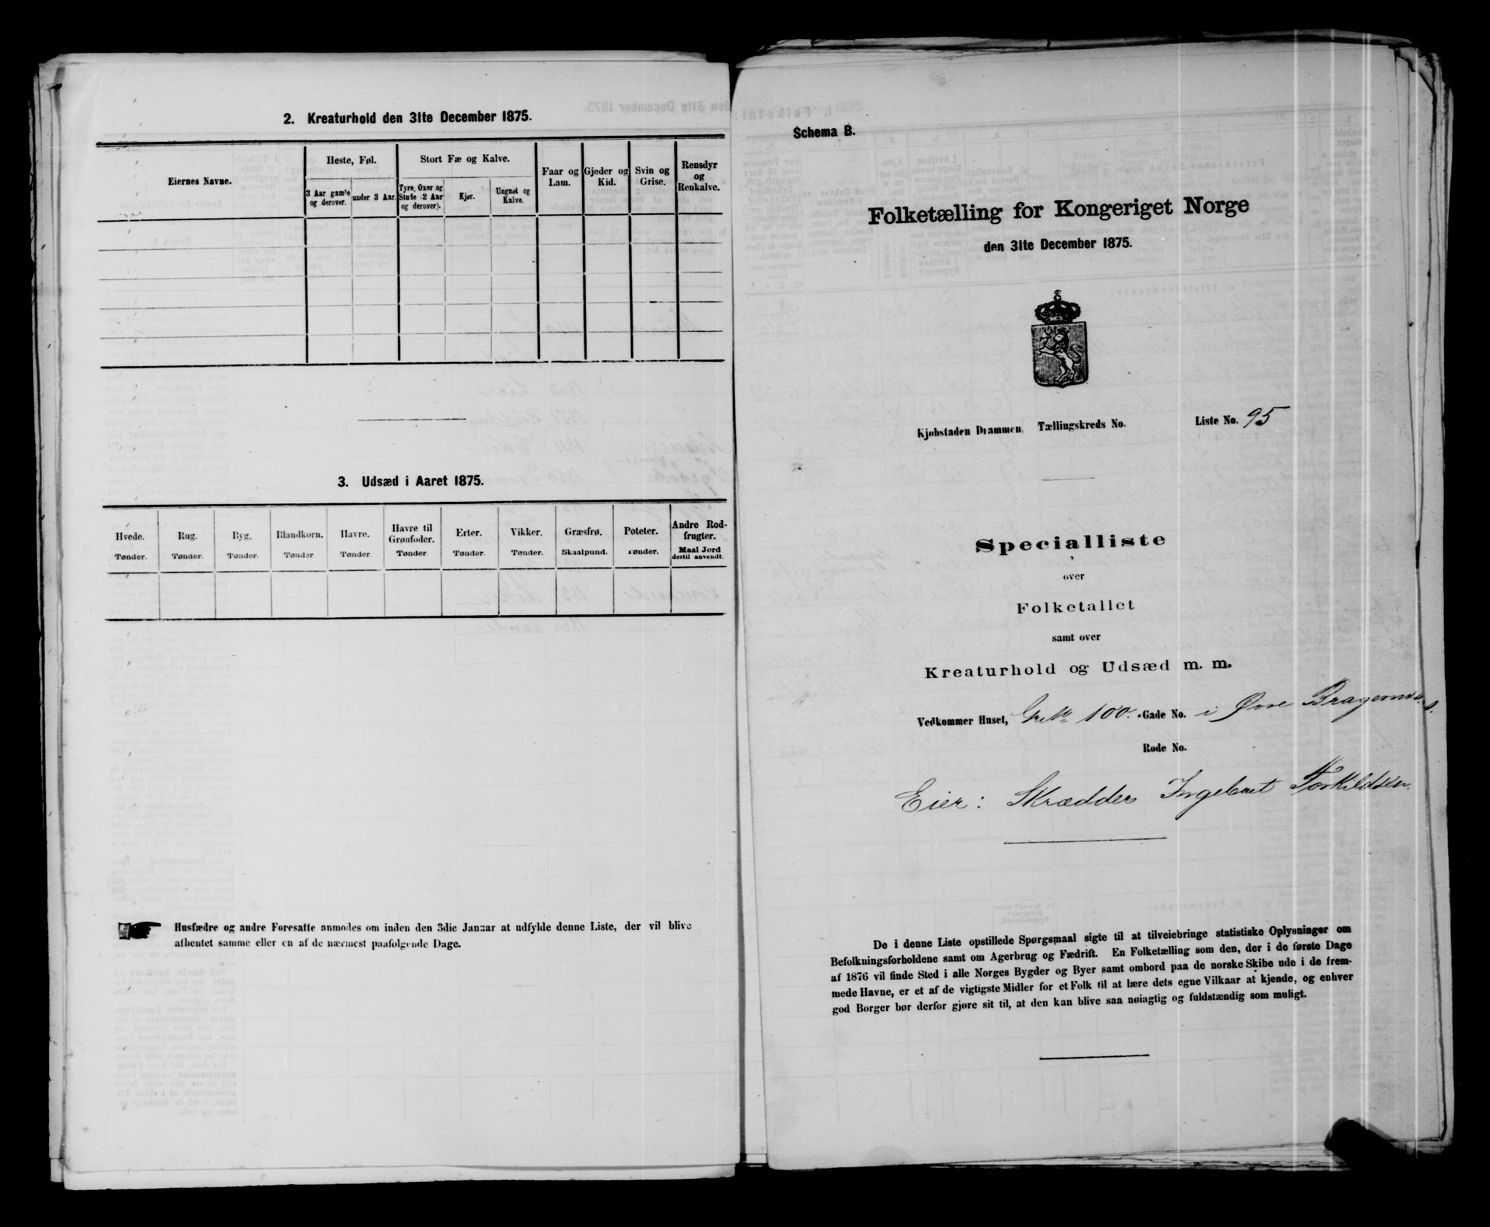 2. Kreaturhold den 31te December 1875.
Eiernes Navne.
Heste, Føl.
Stort Fæ og Kalve.
Faar og Lam.
Gjeder og Kid.
Svin og Grise.
Rensdyr og Renkalve.
3 Aar gamle og derover.
under 3 Aar.
Tyre, Oxer og Stute (2 Aar og derover).
Kjør.
Ungnøt og Kalve.
3. Udsæd i Aaret 1875.
Hvede. Rug. Byg. Blandkorn. Havre. Havre til Grønfoder. Erter. Vikker. Græsfrø. Poteter. Andre Rodfrugter.
Tønder. Tønder. Tønder. Tønder Tønder. Tønder Tønder. Tønder. Skaalpund. Tønder. Maal Jord dertil anvendt.
Husfædre og andre Foresatte anmodes om inden den 3die Januar at udfylde denne Liste, der vil blive
afhentet samme eller en af de nærmest paafølgende Dage.
Schema B.
Folketælling for Kongeriget Norge
den 31te December 1875.
Kjøbstaden Drammen. Tællingskreds No. Liste No. 95
Specialliste
over
Folketallet
samt over
Kreaturhold og Udsæd m. m.
Vedkommer Huset, 100. Gade No. i Øvre
Rode No.
Eier: Skrædder Ingebret Torkildsen.
De i denne Liste opstillede Spørgsmaal sigte til at tilveiebringe statistiske Oplysninger om
Befolkningsforholdene samt om Agerbrug og Fædrift. En Folketælling som den, der i de første Dage
af 1876 vil finde Sted i alle Norges Bygder og Byer samt ombord paa de norske Skibe ude i de frem-
mede Havne, er et af de vigtigste Midler for et Folk til at lære dets egne Vilkaar at kjende, og enhver
god Borger bør derfor gjøre sit til, at den kan blive saa nøiagtig og fuldstændig som muligt.